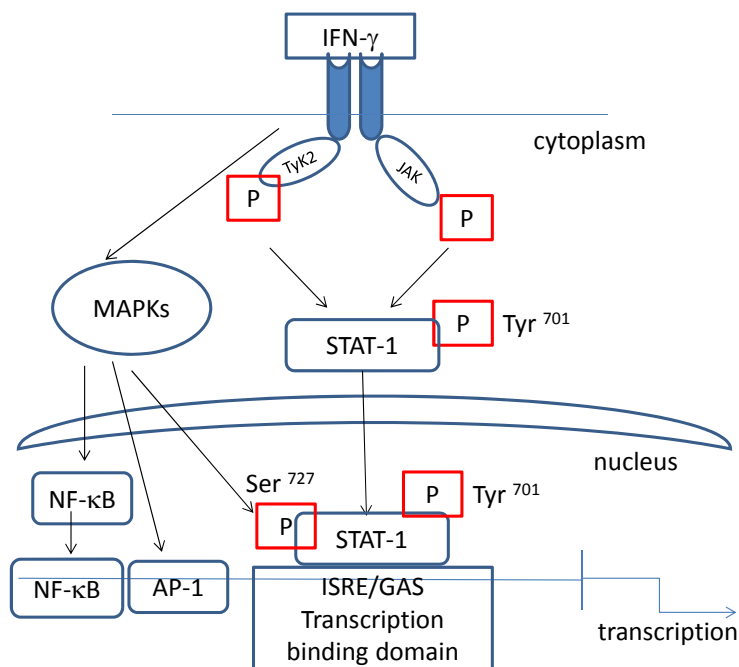 IFN-γ
cytoplasm
TyK2
JAK
P
P
MAPKs
P
Tyr 701
STAT-1
nucleus
Ser 727
P
Tyr 701
NF-κB
P
STAT-1
NF-κB
AP-1
ISRE/GAS
Transcription
binding domain
transcription